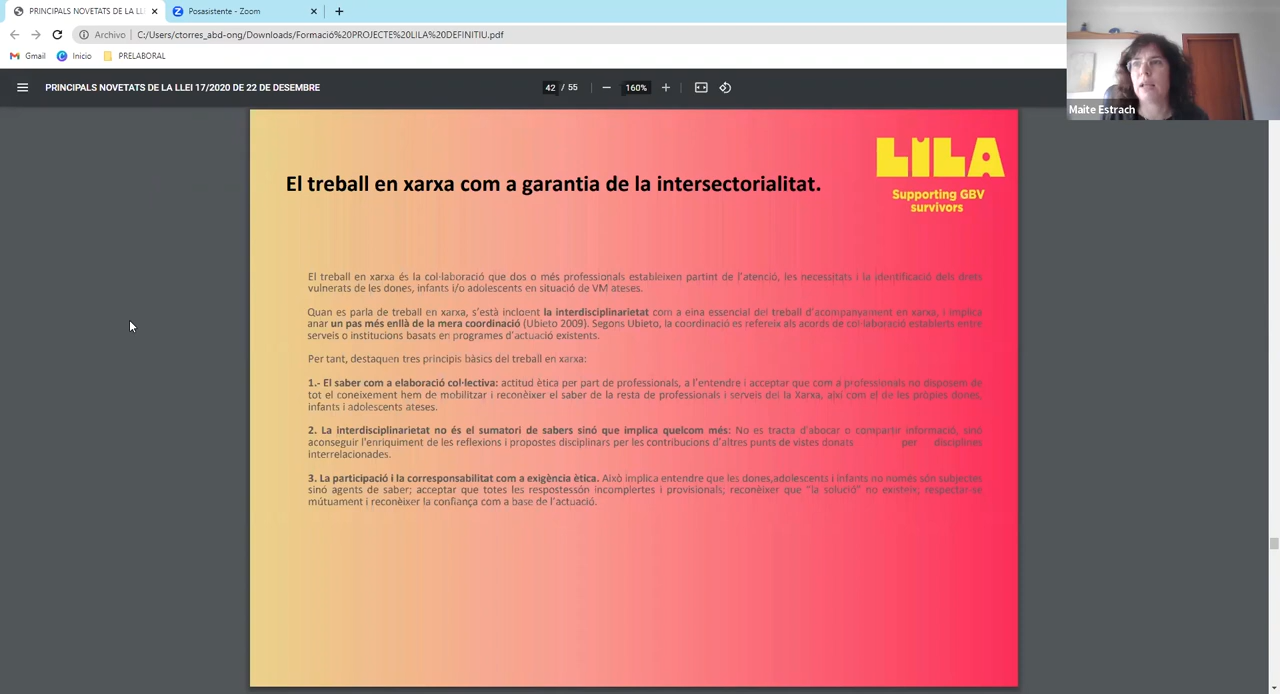 PRINCIPALS NOVETATS DE LA LLE
Posasistente - Zoom
Archivo
C:/Users/ctorres_abd-ong/Downloads/Formació%20PROJECTE%20LILA%20DEFINITIU.pdf
Gmail
Inicio
PRELABORAL
PRINCIPALS NOVETATS DE LA LLEI 17/2020 DE 22 DE DESEMBRE
42 / 55
160%
Maite Estrach
LILA
Supporting GBV
survivors
El treball en xarxa com a garantia de la intersectorialitat.
El treball en xarxa és la col·laboració que dos o més professionals estableixen partint de l'atenció, les necessitats i la identificació dels drets
vulnerats de les dones, infants i/o adolescents en situació de VM ateses.
Quan es parla de treball en xarxa, s'està incloent la interdisciplinarietat com a eina essencial del treball d'acompanyament en xarxa, i implica
anar un pas més enllà de la mera coordinació (Ubieto 2009). Segons Ubieto, la coordinació es refereix als acords de col·laboració establerts entre
serveis o institucions basats en programes d'actuació existents.
Per tant, destaquen tres principis bàsics del treball en xarxa:
1.- El saber com a elaboració col·lectiva: actitud ètica per part de professionals, a l'entendre i acceptar que com a professionals no disposem de
tot el coneixement hem de mobilitzar i reconèixer el saber de la resta de professionals i serveis dei la Xarxa, així com el de les pròpies dones,
infants i adolescents ateses.
2. La interdisciplinarietat no és el sumatori de sabers sinó que implica quelcom més: No es tracta d'abocar o compartir informació, sinó
aconseguir l'enriquiment de les reflexions i propostes disciplinars per les contribucions d'altres punts de vistes donats per disciplines
interrelacionades.
3. La participació i la corresponsabilitat com a exigència ètica. Això implica entendre que les dones,adolescents i infants no només són subjectes
sinó agents de saber; acceptar que totes les respostessón incomplertes i provisionals; reconèixer que "la solució" no existeix; respectar-se
mútuament i reconèixer la confiança com a base de l'actuació.